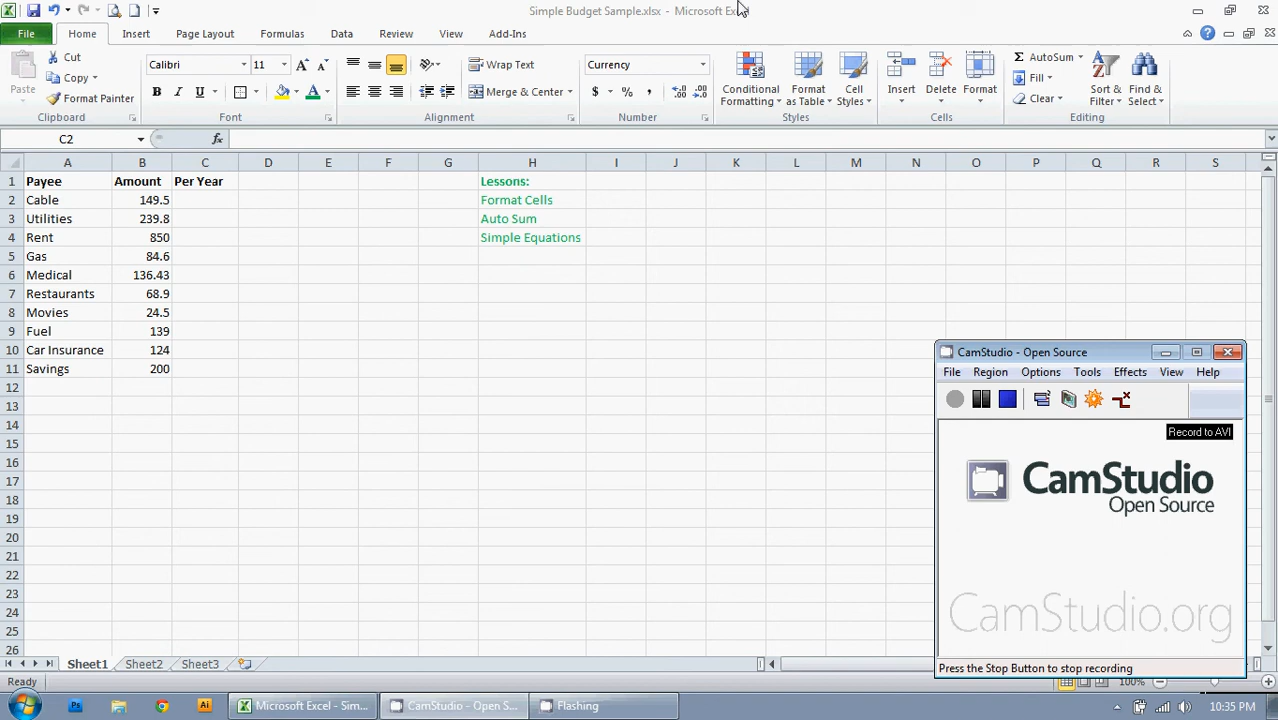 Simple Budget Sample.xlsx - Microsoft Ex
File Home Insert Page Layout Formulas Data Review View Add-Ins
Paste
Cut
Copy
Format Painter
Clipboard
Calibri 11
B I U
Font
Wrap Text
Merge & Center
Alignment
Currency
$ % ,
Number
Conditional Formatting
Format as Table
Cell Styles
Styles
Insert
Delete
Format
Cells
AutoSum
Fill
Clear
Sort & Filter
Find & Select
Editing
C2 fx
A B C D E F G H I J K L M N O P Q R S
1 Payee Amount Per Year Lessons:
2 Cable 149.5 Format Cells
3 Utilities 239.8 Auto Sum
4 Rent 850 Simple Equations
5 Gas 84.6
6 Medical 136.43
7 Restaurants 68.9
8 Movies 24.5
9 Fuel 139
10 Car Insurance 124
11 Savings 200
12
13
14
15
16
17
18
19
20
21
22
23
24
25
26
CamStudio - Open Source
File Region Options Tools Effects View Help
Record to AVI
CamStudio
Open Source
CamStudio.org
Press the Stop Button to stop recording
Sheet1 Sheet2 Sheet3
Ready 100%
Microsoft Excel - Sim... CamStudio - Open S... Flashing 10:35 PM